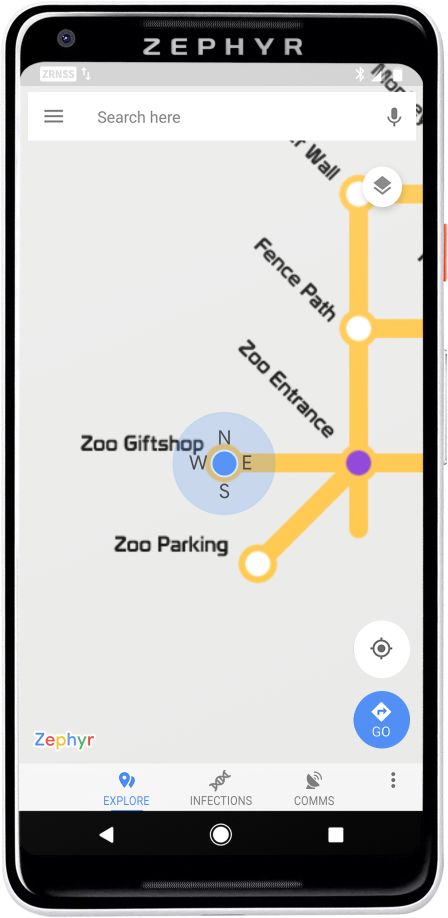 ZEPHYR
ZRNSS
Search here
Wall
Fence Path
Zoo Entrance
Zoo Giftshop
N
W E
S
Zoo Parking
GO
Zephyr
EXPLORE INFECTIONS COMMS